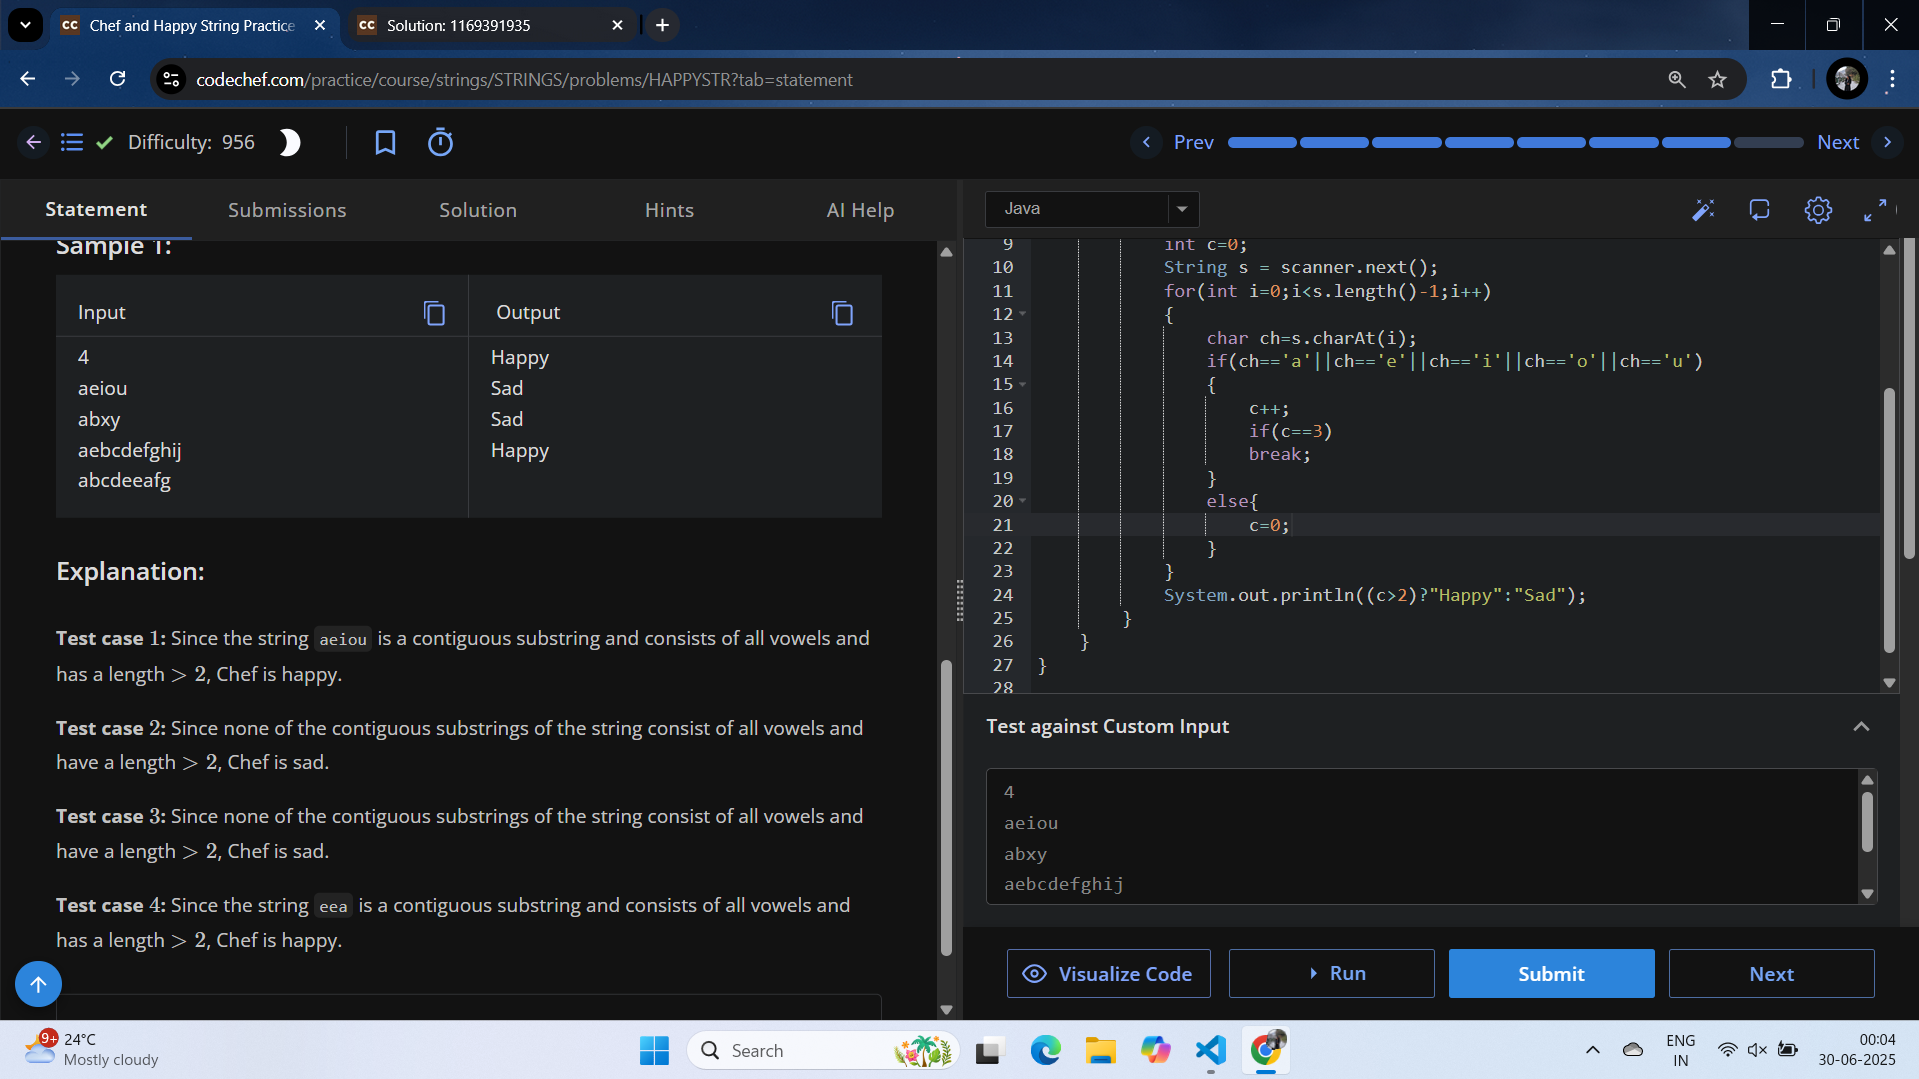 Chef and Happy String Practice
Solution: 1169391935
codechef.com/practice/course/strings/STRINGS/problems/HAPPYSTR?tab=statement
Difficulty: 956
Prev
Next
Statement
Submissions
Solution
Hints
AI Help
Java
Sample 1:
Input
Output
4
aeiou
abxy
aebcdefghij
abcdeeafg
Happy
Sad
Sad
Happy
Explanation:
Test case 1: Since the string aeiou is a contiguous substring and consists of all vowels and
has a length > 2, Chef is happy.
Test case 2: Since none of the contiguous substrings of the string consist of all vowels and
have a length > 2, Chef is sad.
Test case 3: Since none of the contiguous substrings of the string consist of all vowels and
have a length > 2, Chef is sad.
Test case 4: Since the string eea is a contiguous substring and consists of all vowels and
has a length > 2, Chef is happy.
9 int c=0;
10 String s = scanner.next();
11 for(int i=0;i<s.length()-1;i++)
12 {
13 char ch=s.charAt(i);
14 if(ch=='a'||ch=='e'||ch=='i'||ch=='o'||ch=='u')
15 {
16 c++;
17 if(c==3)
18 break;
19 }
20 else{
21 c=0;
22 }
23 }
24 System.out.println((c>2)?"Happy":"Sad");
25 }
26 }
27 }
28
Test against Custom Input
4
aeiou
abxy
aebcdefghij
Visualize Code
Run
Submit
Next
9+
24°C
Mostly cloudy
Search
ENG
IN
00:04
30-06-2025